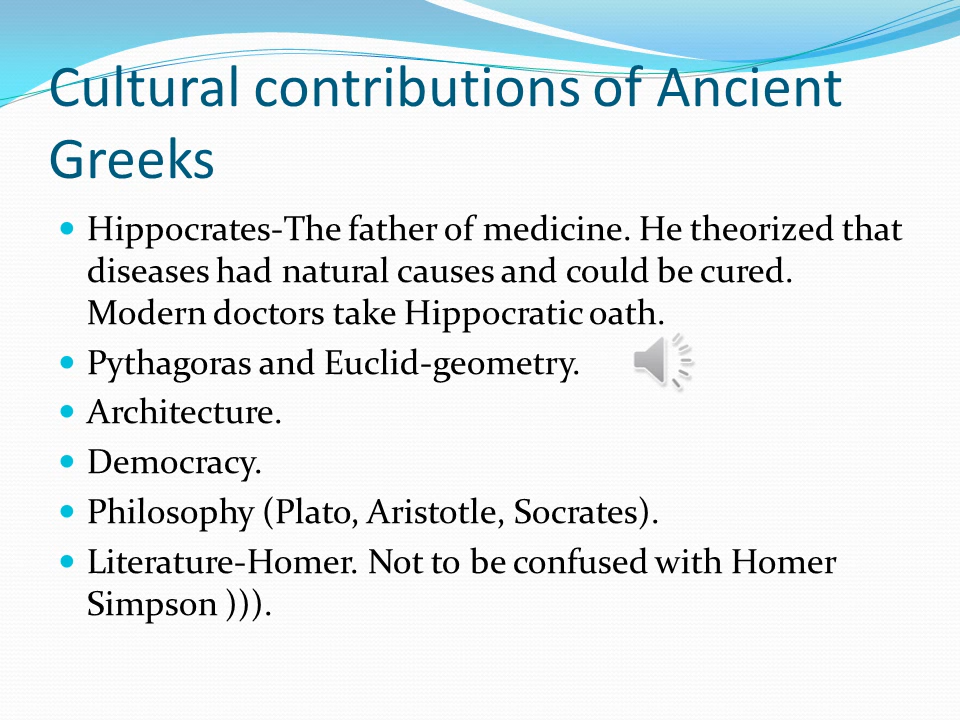 Cultural contributions of Ancient
Greeks
Hippocrates-The father of medicine. He theorized that
diseases had natural causes and could be cured.
Modern doctors take Hippocratic oath.
Pythagoras and Euclid-geometry.
Architecture.
Democracy.
Philosophy (Plato, Aristotle, Socrates).
Literature-Homer. Not to be confused with Homer
Simpson ))).